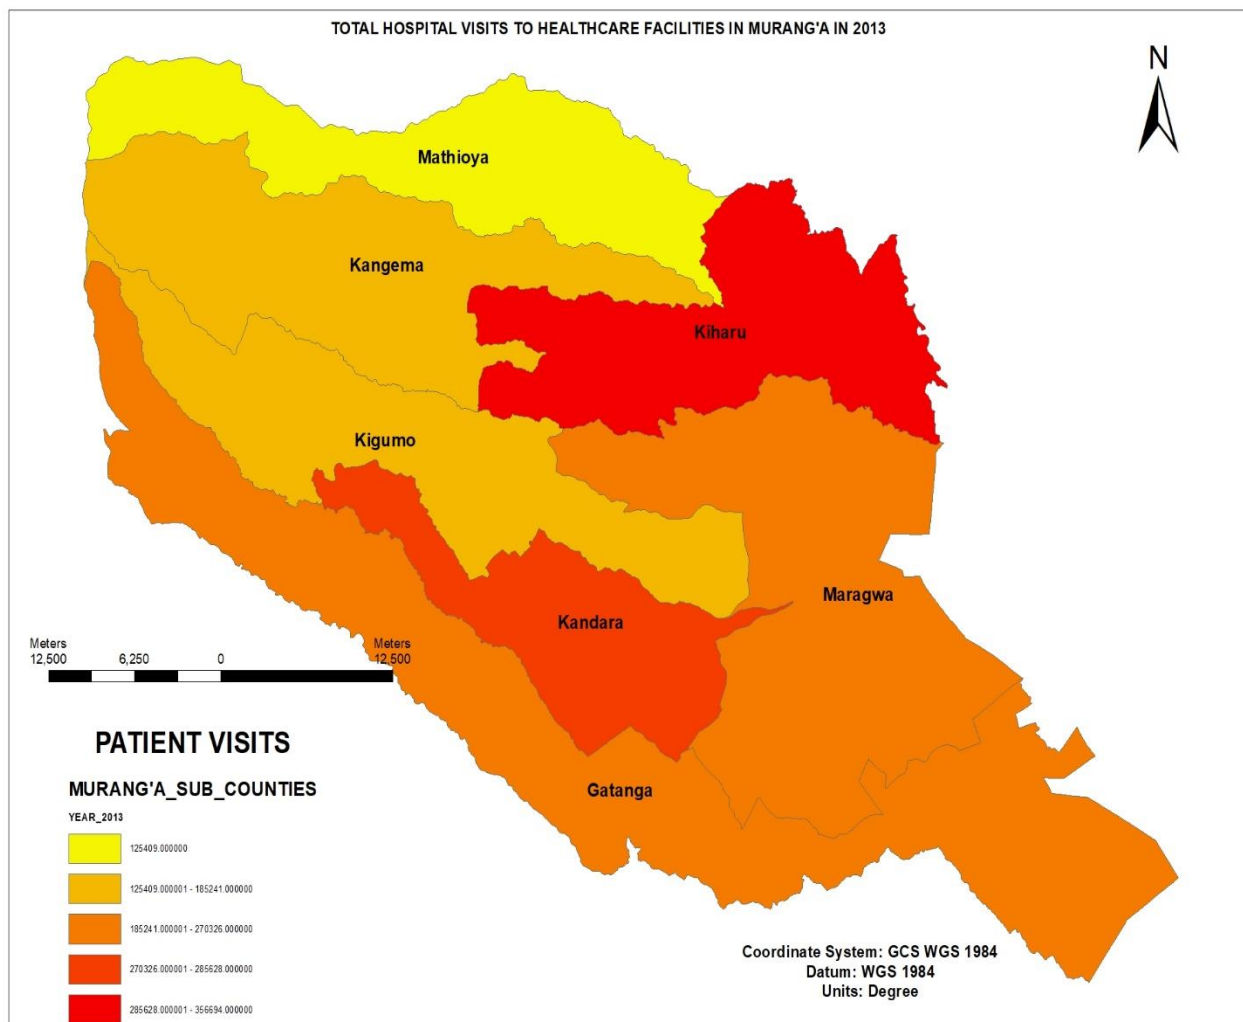 TOTAL HOSPITAL VISITS TO HEALTHCARE FACILITIES IN MURANG'A IN 2013
N
Mathioya
Kangema
Kiharu
Kigumo
Maragwa
Kandara
Meters Meters
12,500 6,250 0 12,500
PATIENT VISITS
Gatanga
MURANG'A_SUB_COUNTIES
YEAR_2013
125409.000000
125409.000001 - 185241.000000
185241.000001 - 270326.000000
270326.000001 - 285628.000000
285628.000001 - 356694.000000
Coordinate System: GCS WGS 1984
Datum: WGS 1984
Units: Degree